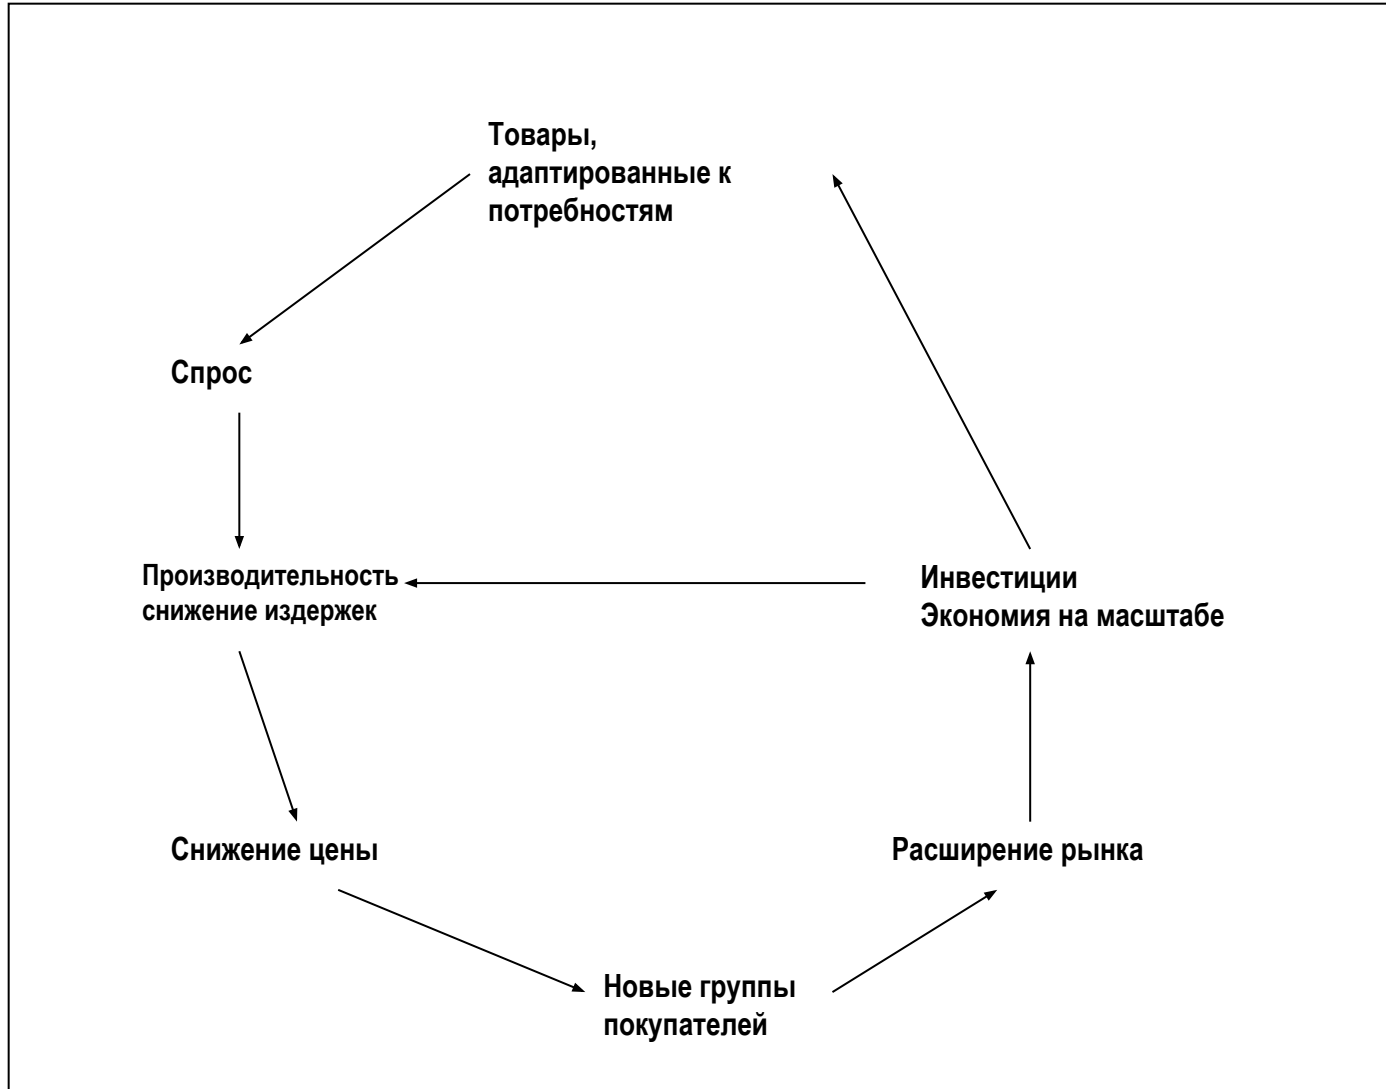 Товары,
адаптированные к
потребностям
Спрос
Производительность
снижение издержек
Инвестиции
Экономия на масштабе
Снижение цены
Расширение рынка
Новые группы
покупателей